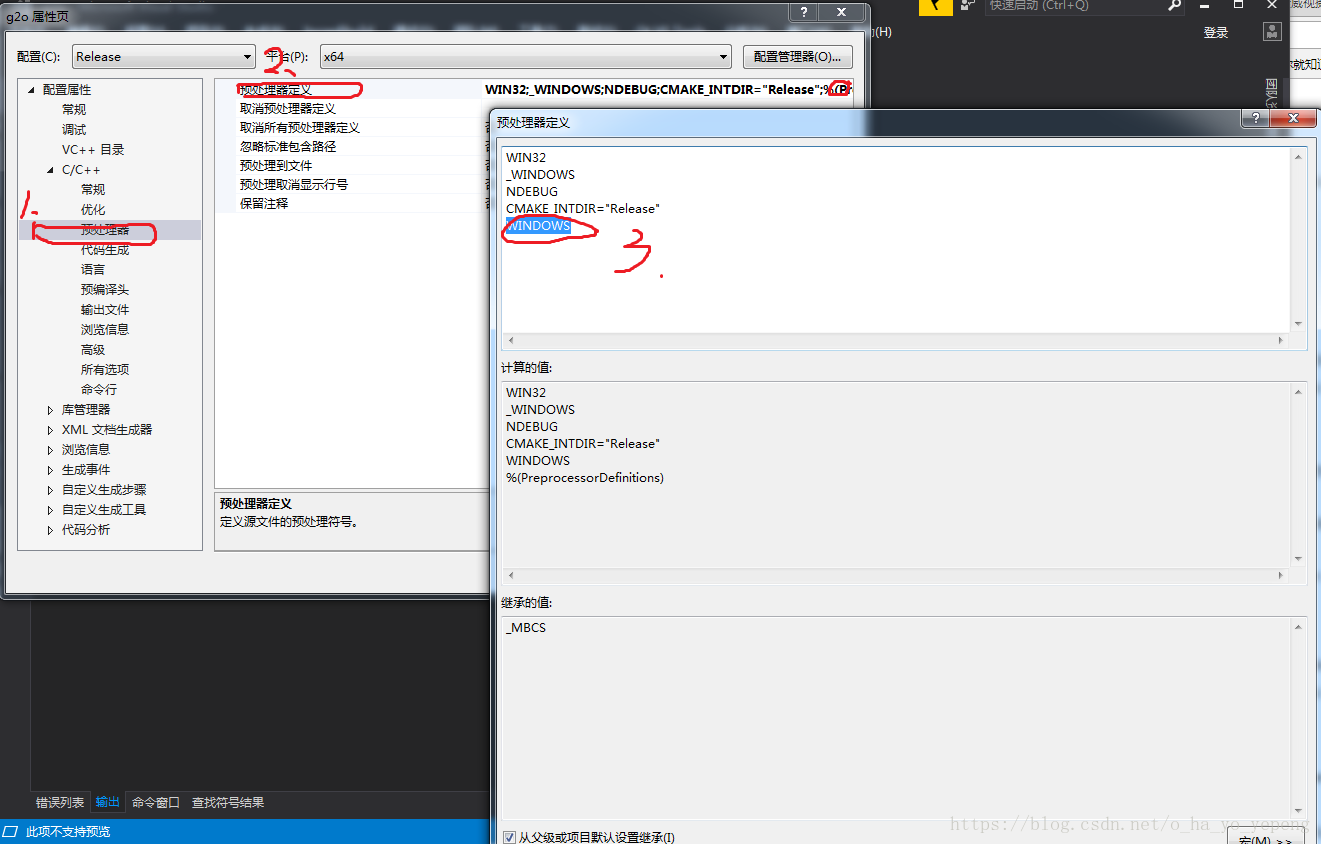 g2o 属性页
快速启动 (Ctrl+Q)
(H)
登录
配置(C):
Release
平台(P):
x64
配置管理器(O)...
2、
配置属性
常规
调试
VC++ 目录
C/C++
常规
优化
1.
预处理器
代码生成
语言
预编译头
输出文件
浏览信息
高级
所有选项
命令行
库管理器
XML 文档生成器
浏览信息
生成事件
自定义生成步骤
自定义生成工具
代码分析
预处理器定义
WIN32;_WINDOWS;NDEBUG;CMAKE_INTDIR="Release";%(Pr
取消预处理器定义
取消所有预处理器定义
忽略标准包含路径
预处理到文件
预处理取消显示行号
保留注释
预处理器定义
定义源文件的预处理符号。
预处理器定义
WIN32
_WINDOWS
NDEBUG
CMAKE_INTDIR="Release"
WINDOWS
3.
计算的值:
WIN32
_WINDOWS
NDEBUG
CMAKE_INTDIR="Release"
WINDOWS
%(PreprocessorDefinitions)
继承的值:
_MBCS
从父级或项目默认设置继承(I)
宏(M) >>
错误列表
输出
命令窗口
查找符号结果
此项不支持预览
https://blog.csdn.net/o_ha_yo_yepeng